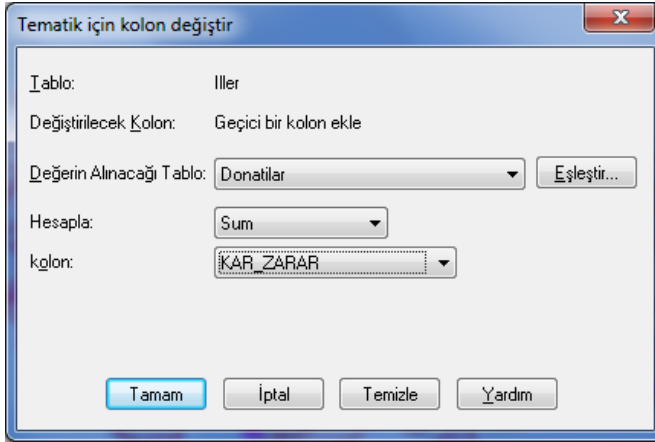 Tematik için kolon değiştir
Tablo: Iller
Değiştirilecek Kolon: Geçici bir kolon ekle
Değerin Alınacağı Tablo: Donatilar Eşleştir...
Hesapla: Sum
kolon: KAR_ZARAR
Tamam İptal Temizle Yardım